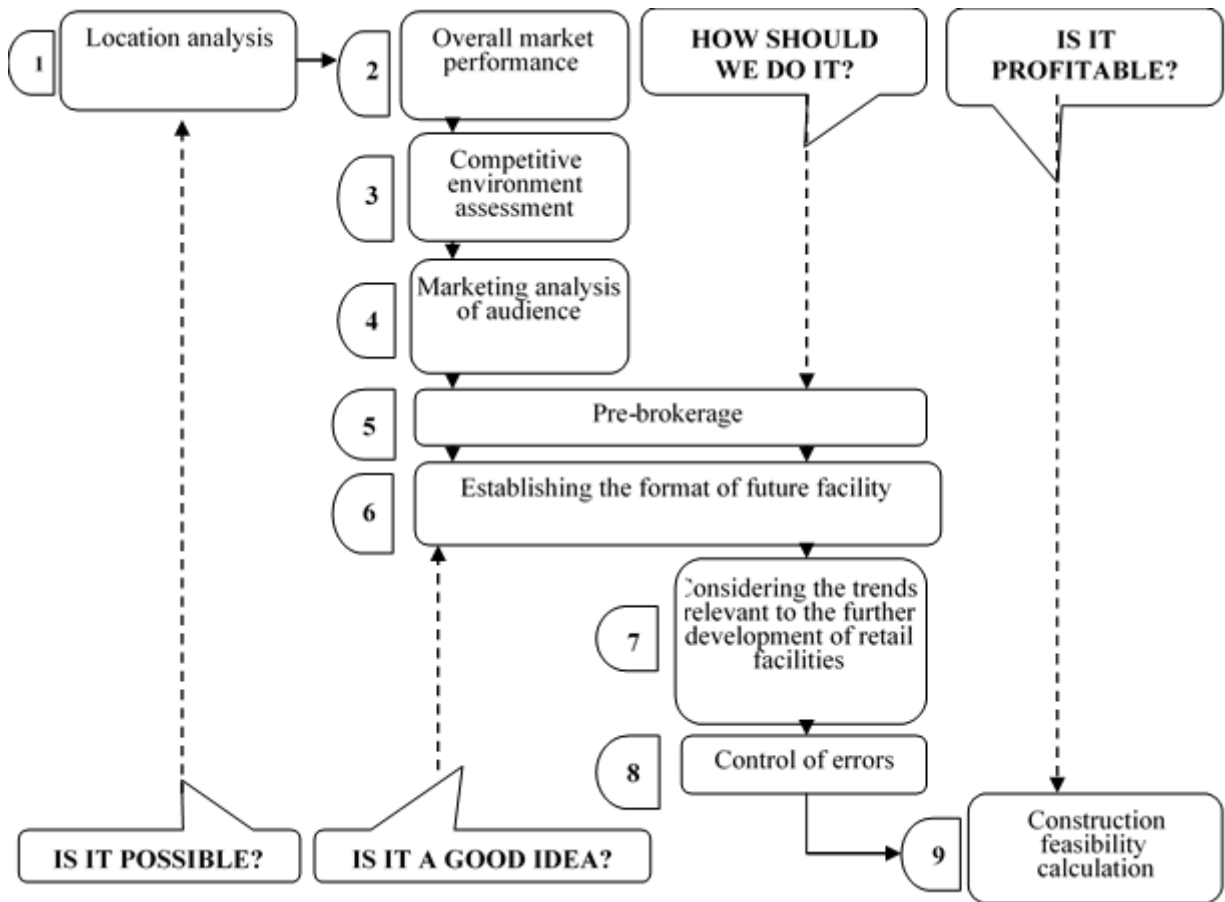 1
Location analysis
2
Overall market
performance
HOW SHOULD
WE DO IT?
IS IT
PROFITABLE?
3
Competitive
environment
assessment
4
Marketing analysis
of audience
5
Pre-brokerage
6
Establishing the format of future facility
7
Considering the trends
relevant to the further
development of retail
facilities
8
Control of errors
9
Construction
feasibility
calculation
IS IT POSSIBLE?
IS IT A GOOD IDEA?